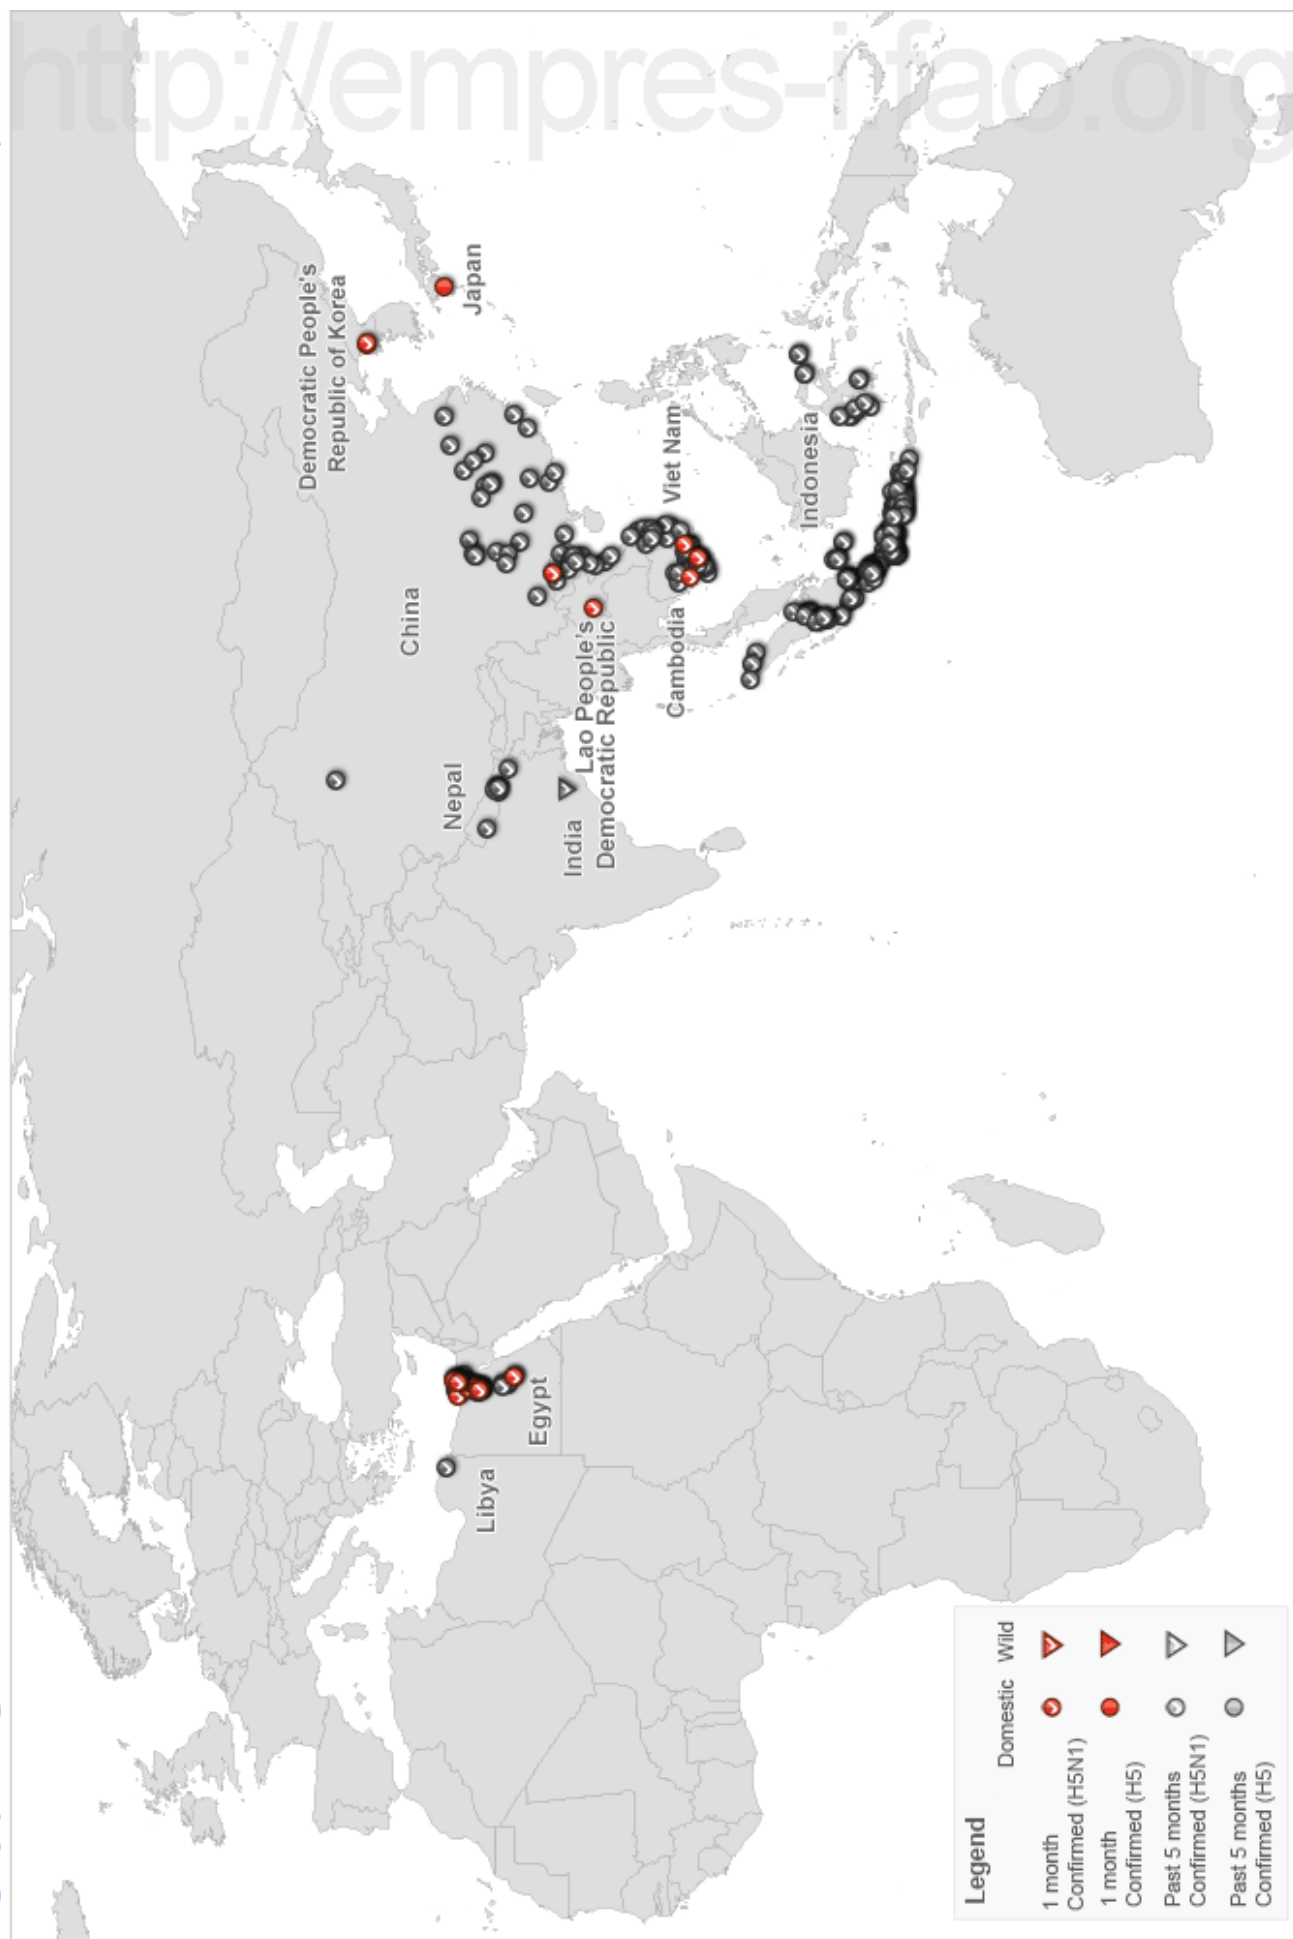 http://empres-i.fao.org
Democratic People's
Republic of Korea
Japan
China
Nepal
India
Lao People's
Democratic Republic
Viet Nam
Cambodia
Indonesia
Libya
Egypt
Legend
Domestic Wild
1 month
Confirmed (H5N1)
1 month
Confirmed (H5)
Past 5 months
Confirmed (H5N1)
Past 5 months
Confirmed (H5)